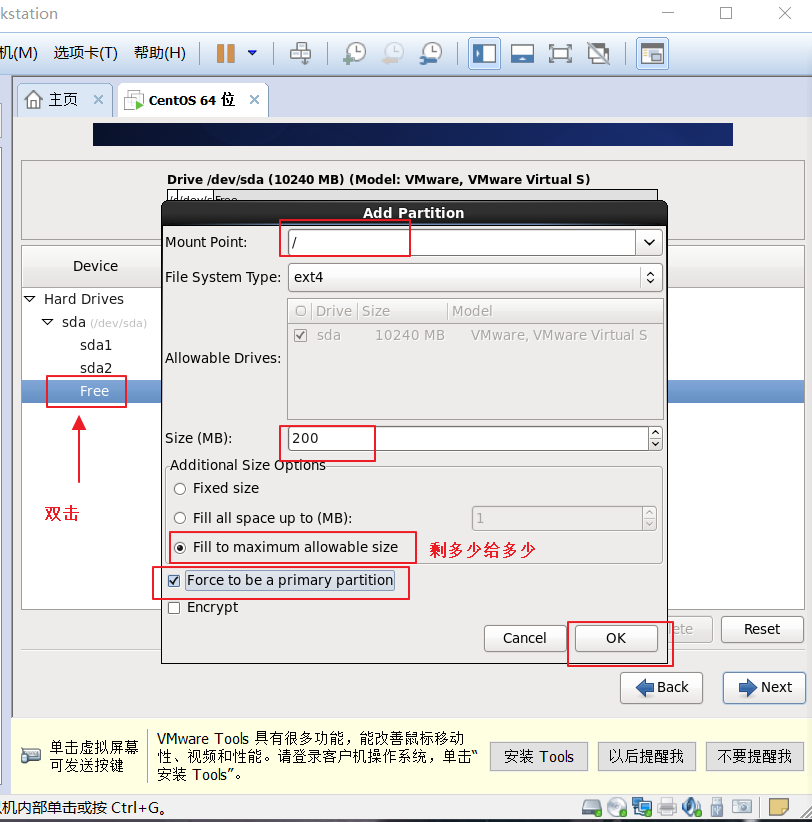 kstation
机(M) 选项卡(T) 帮助(H)
主页 CentOS 64 位
Drive /dev/sda (10240 MB) (Model: VMware, VMware Virtual S)
Free
Add Partition
Mount Point: /
File System Type: ext4
Device
Drive Size Model
Hard Drives
sda (/dev/sda)
sda 10240 MB VMware, VMware Virtual S
sda1
Allowable Drives:
sda2
Free
Size (MB): 200
Additional Size Options
Fixed size
双击
Fill all space up to (MB): 1
Fill to maximum allowable size 剩多少给多少
Force to be a primary partition
Encrypt
Cancel OK ete Reset
Back Next
单击虚拟屏幕
可发送按键
VMware Tools 具有很多功能，能改善鼠标移动
性、视频和性能。请登录客户机操作系统，单击“
安装 Tools”。
安装 Tools 以后提醒我 不要提醒我
机内部单击或按 Ctrl+G。